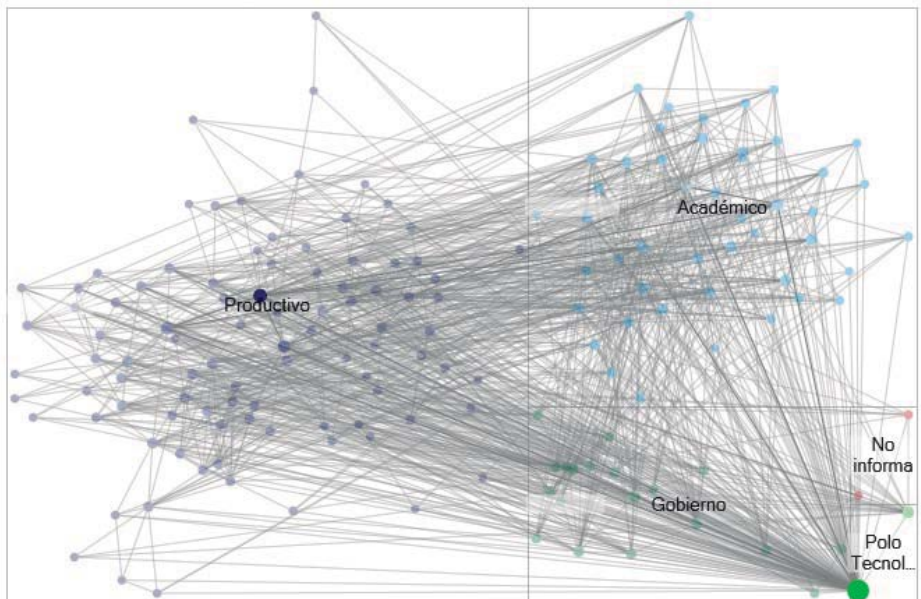 Académico
Productivo
No
informa
Gobierno
Polo
Tecnol...